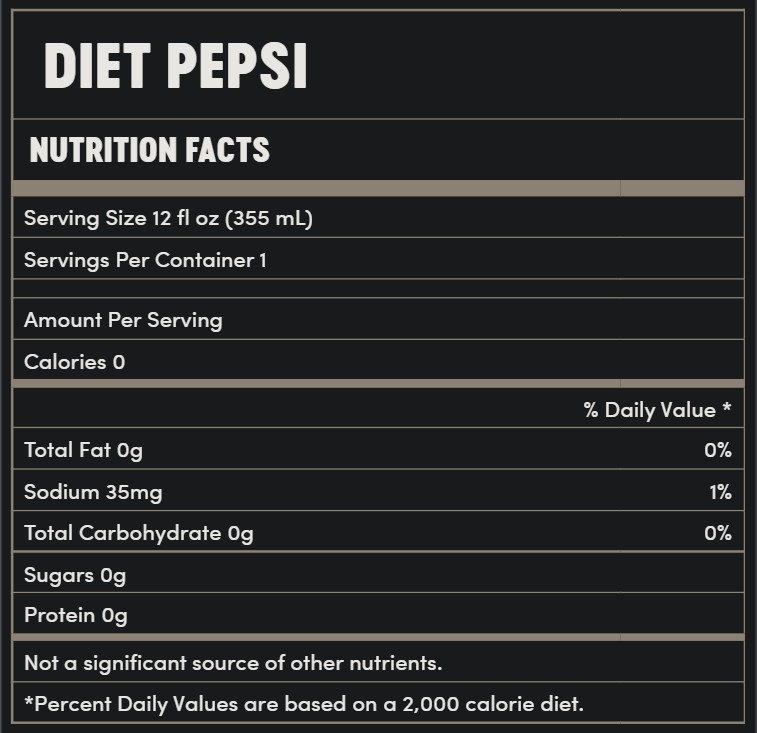 DIET PEPSI
NUTRITION FACTS
Serving Size 12 fl oz (355 mL)
Servings Per Container 1
Amount Per Serving
Calories 0
% Daily Value *
Total Fat 0g 0%
Sodium 35mg 1%
Total Carbohydrate 0g 0%
Sugars 0g
Protein 0g
Not a significant source of other nutrients.
*Percent Daily Values are based on a 2,000 calorie diet.